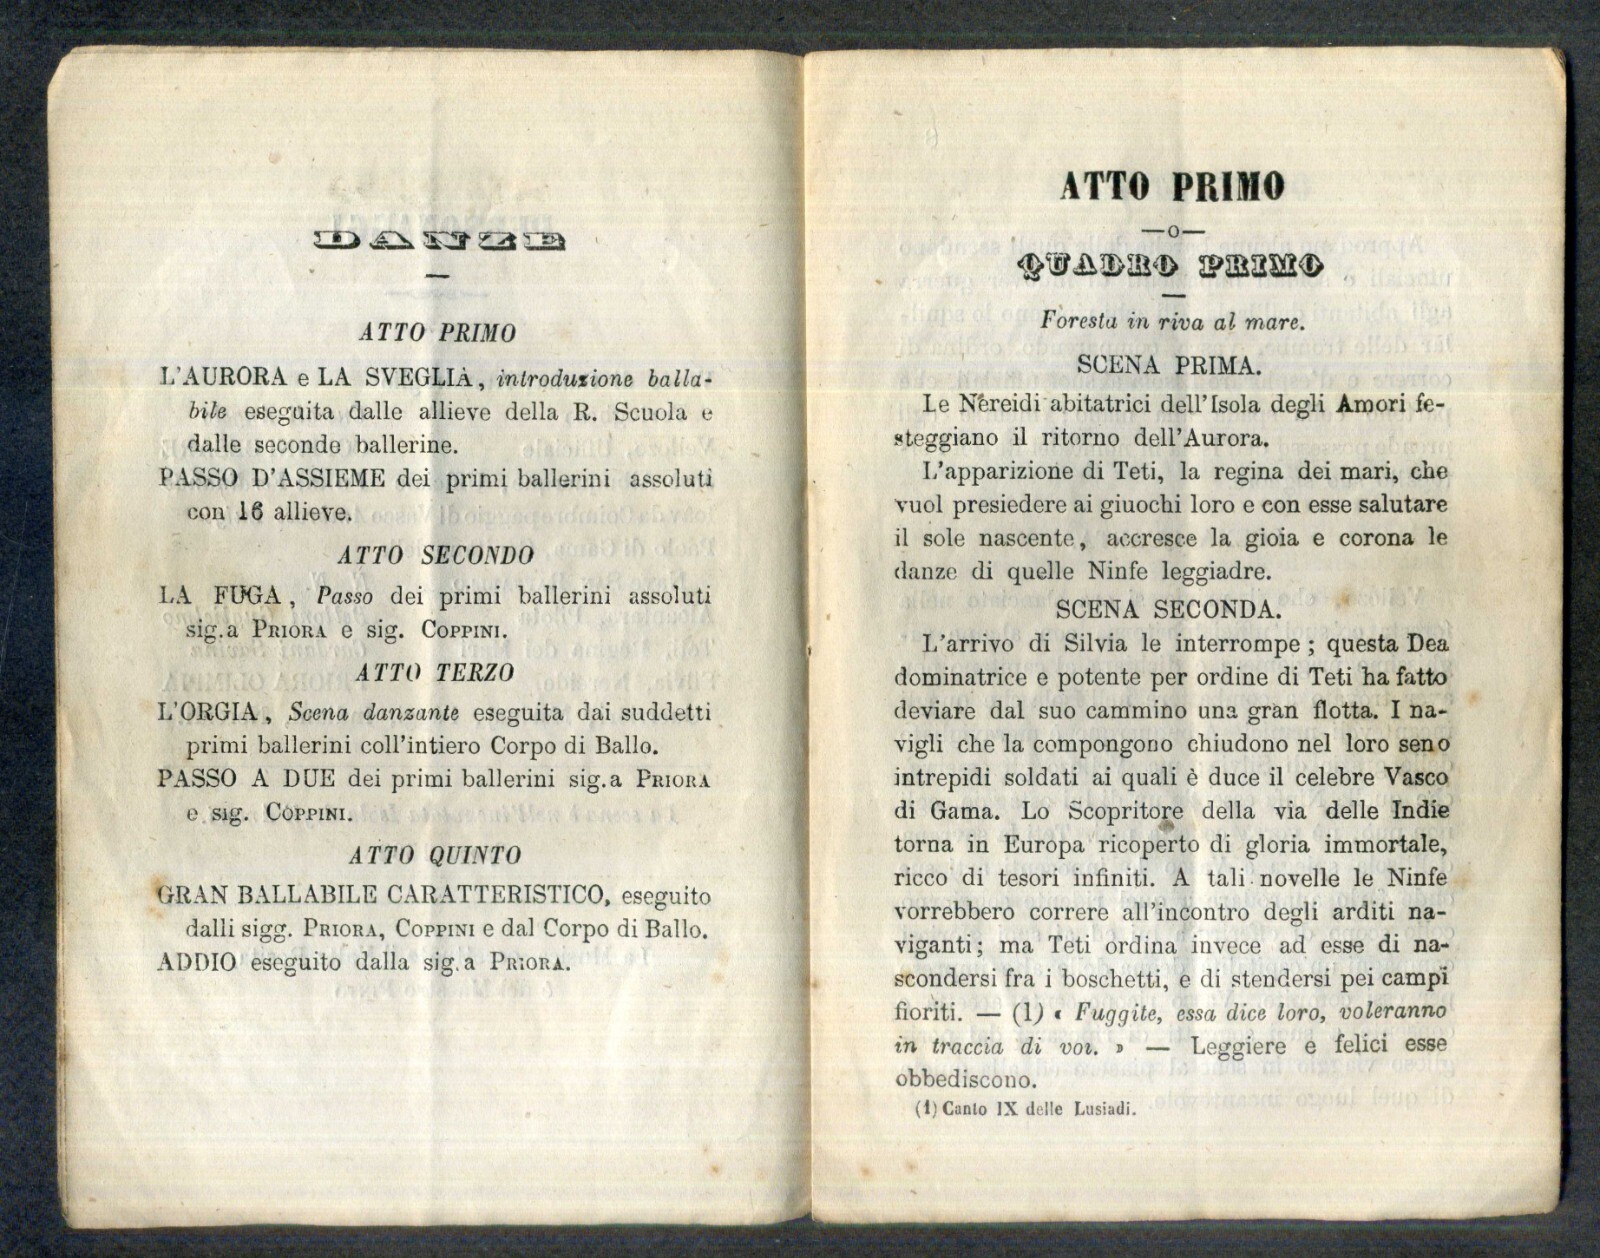 DANZE
ATTO PRIMO
L'AURORA e LA SVEGLIA, introduzione balla-
bile eseguita dalle allieve della R. Scuola e
dalle seconde ballerine.
PASSO D'ASSIEME dei primi ballerini assoluti
con 16 allieve.
ATTO SECONDO
LA FUGA, Passo dei primi ballerini assoluti
sig.a PRIORA e sig. COPPINI.
ATTO TERZO
L'ORGIA, Scena danzante eseguita dai suddetti
primi ballerini coll'intiero Corpo di Ballo.
PASSO A DUE dei primi ballerini sig.a PRIORA
e sig. COPPINI.
ATTO QUINTO
GRAN BALLABILE CARATTERISTICO, eseguito
dalli sigg. PRIORA, COPPINI e dal Corpo di Ballo.
ADDIO eseguito dalla sig.a PRIORA.
ATTO PRIMO
—o—
QUADRO PRIMO
Foresta in riva al mare.
SCENA PRIMA.
Le Nereidi abitatrici dell'Isola degli Amori fe-
steggiano il ritorno dell'Aurora.
L'apparizione di Teti, la regina dei mari, che
vuol presiedere ai giuochi loro e con esse salutare
il sole nascente, accresce la gioia e corona le
danze di quelle Ninfe leggiadre.
SCENA SECONDA.
L'arrivo di Silvia le interrompe; questa Dea
dominatrice e potente per ordine di Teti ha fatto
deviare dal suo cammino una gran flotta. I na-
vigli che la compongono chiudono nel loro seno
intrepidi soldati ai quali è duce il celebre Vasco
di Gama. Lo Scopritore della via delle Indie
torna in Europa ricoperto di gloria immortale,
ricco di tesori infiniti. A tali novelle le Ninfe
vorrebbero correre all'incontro degli arditi na-
viganti; ma Teti ordina invece ad esse di na-
scondersi fra i boschetti, e di stendersi pei campi
fioriti. — (1) « Fuggite, essa dice loro, voleranno
in traccia di voi. » — Leggiere e felici esse
obbediscono.
(1) Canto IX delle Lusiadi.